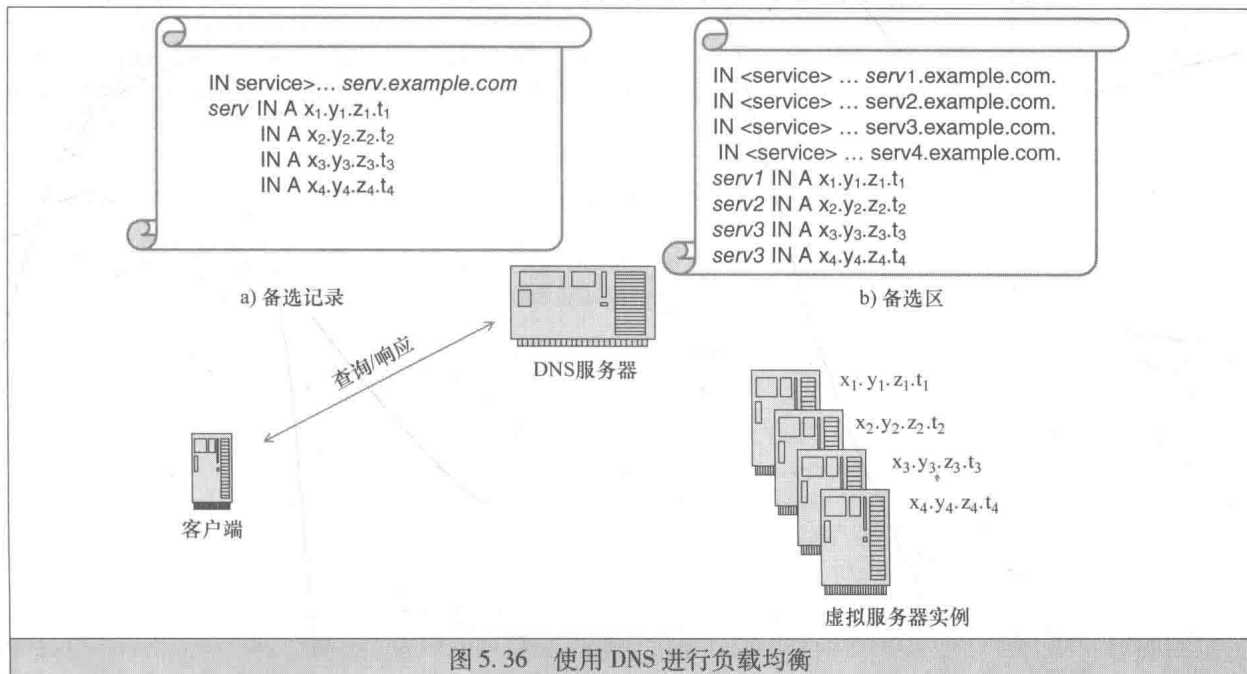 IN service>... serv.example.com
serv IN A x₁.y₁.z₁.t₁
IN A x₂.y₂.z₂.t₂
IN A x₃.y₃.z₃.t₃
IN A x₄.y₄.z₄.t₄
a) 备选记录
IN <service> ... serv1.example.com.
IN <service> ... serv2.example.com.
IN <service> ... serv3.example.com.
IN <service> ... serv4.example.com.
serv1 IN A x₁.y₁.z₁.t₁
serv2 IN A x₂.y₂.z₂.t₂
serv3 IN A x₃.y₃.z₃.t₃
serv3 IN A x₄.y₄.z₄.t₄
b) 备选区
查询/响应
DNS服务器
客户端
x₁.y₁.z₁.t₁
x₂.y₂.z₂.t₂
x₃.y₃.z₃.t₃
x₄.y₄.z₄.t₄
虚拟服务器实例
图 5.36 使用 DNS 进行负载均衡